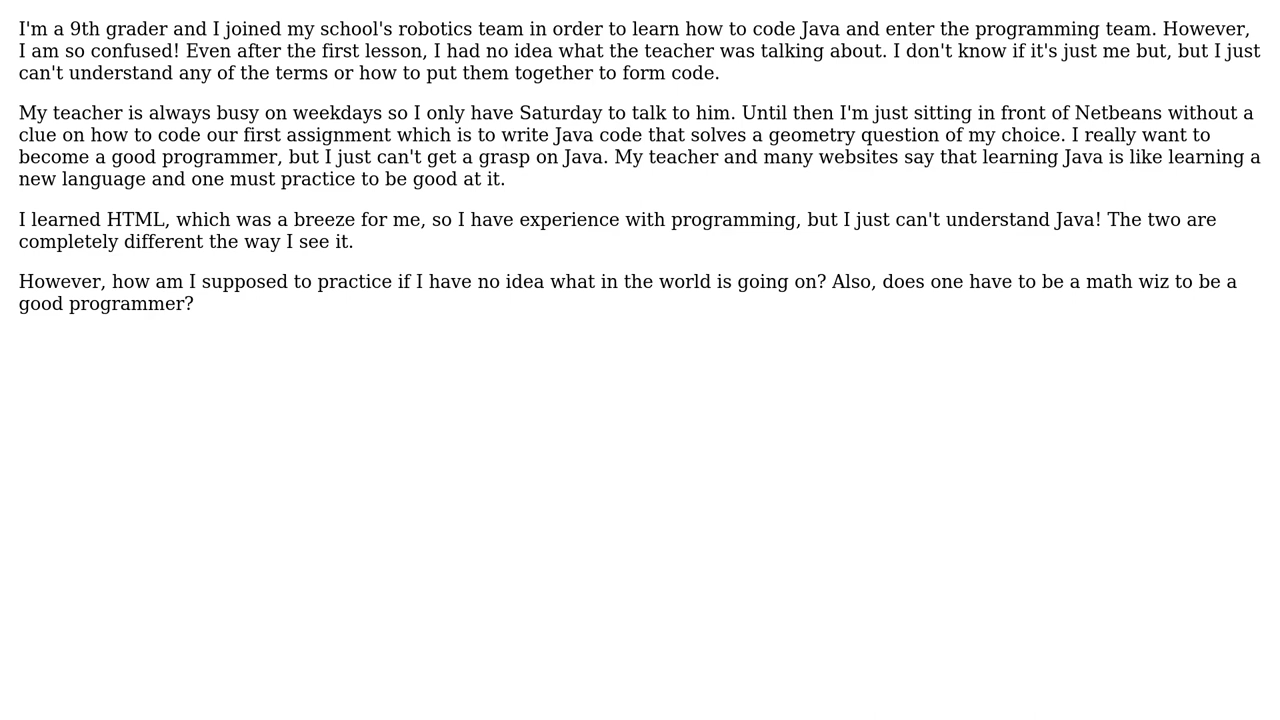 I'm a 9th grader and I joined my school's robotics team in order to learn how to code Java and enter the programming team. However,
I am so confused! Even after the first lesson, I had no idea what the teacher was talking about. I don't know if it's just me but, but I just
can't understand any of the terms or how to put them together to form code.
My teacher is always busy on weekdays so I only have Saturday to talk to him. Until then I'm just sitting in front of Netbeans without a
clue on how to code our first assignment which is to write Java code that solves a geometry question of my choice. I really want to
become a good programmer, but I just can't get a grasp on Java. My teacher and many websites say that learning Java is like learning a
new language and one must practice to be good at it.
I learned HTML, which was a breeze for me, so I have experience with programming, but I just can't understand Java! The two are
completely different the way I see it.
However, how am I supposed to practice if I have no idea what in the world is going on? Also, does one have to be a math wiz to be a
good programmer?